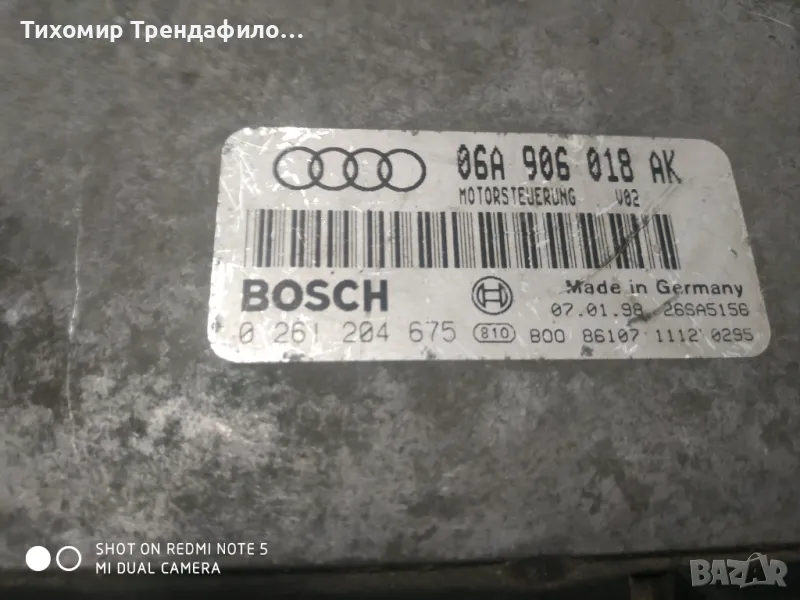 Тихомир Трендафило...
06A 906 018 AK
MOTORSTEUERUNG V02
BOSCH
Made in Germany
07.01.98 26SA5156
0 261 204 675 810 B00 86107 1112 0295
SHOT ON REDMI NOTE 5
MI DUAL CAMERA
BAZAR